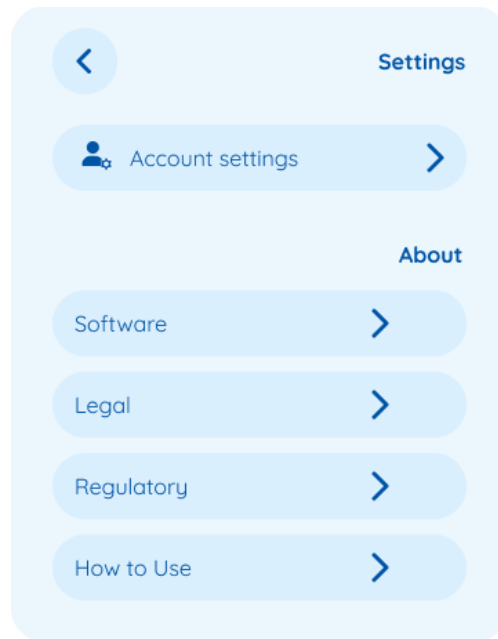 Settings
Account settings
About
Software
Legal
Regulatory
How to Use